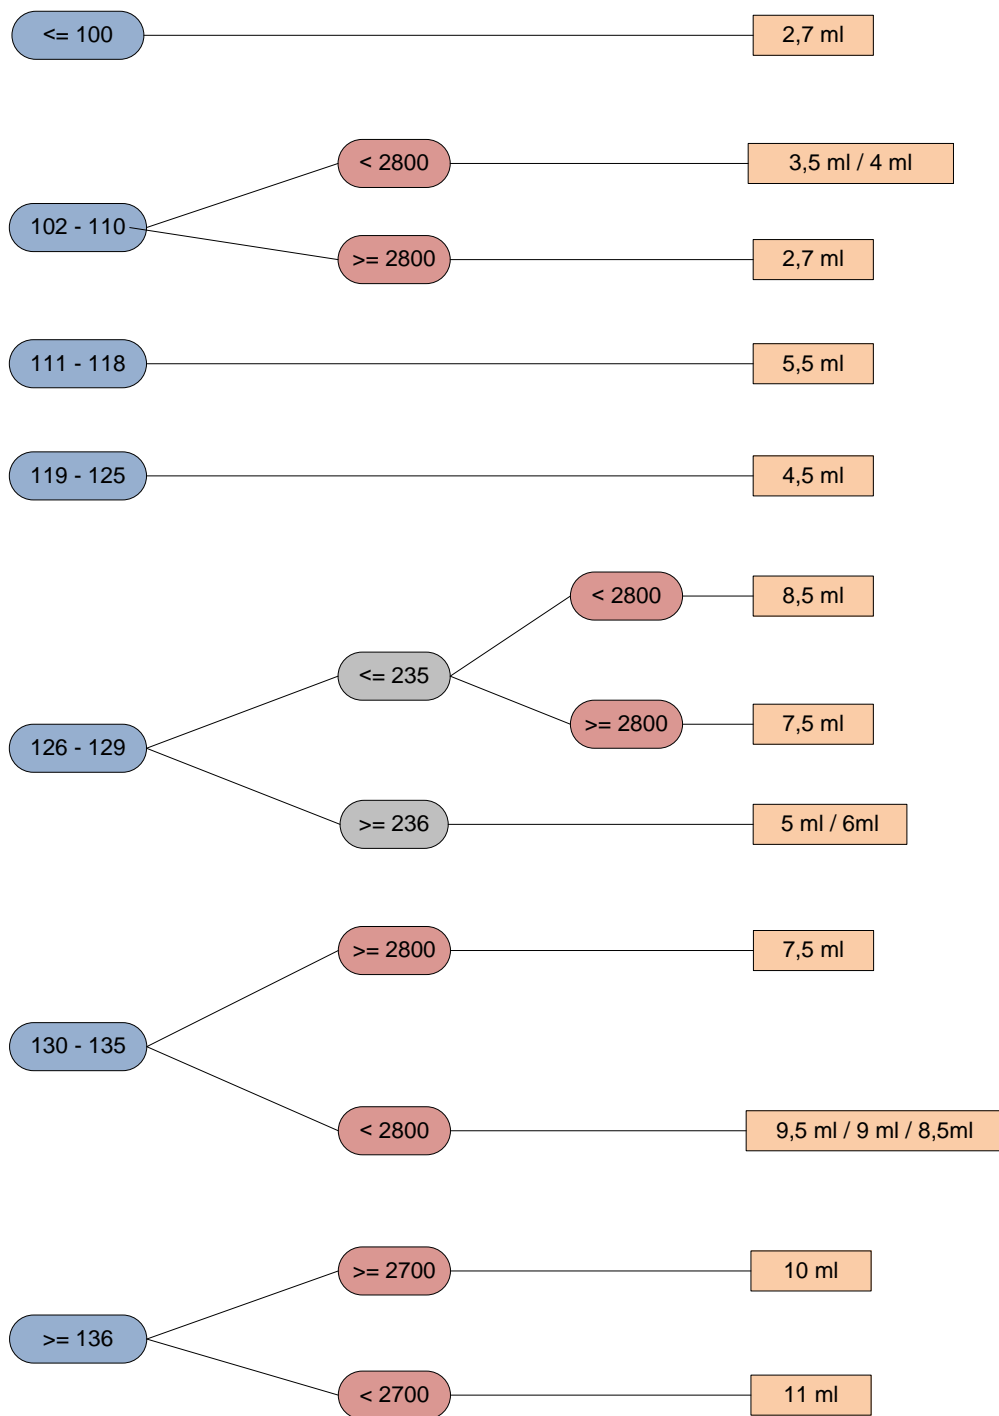 <= 100
2,7 ml
< 2800
3,5 ml / 4 ml
102 - 110
>= 2800
2,7 ml
111 - 118
5,5 ml
119 - 125
4,5 ml
< 2800
8,5 ml
<= 235
>= 2800
7,5 ml
126 - 129
>= 236
5 ml / 6ml
>= 2800
7,5 ml
130 - 135
< 2800
9,5 ml / 9 ml / 8,5ml
>= 2700
10 ml
>= 136
< 2700
11 ml